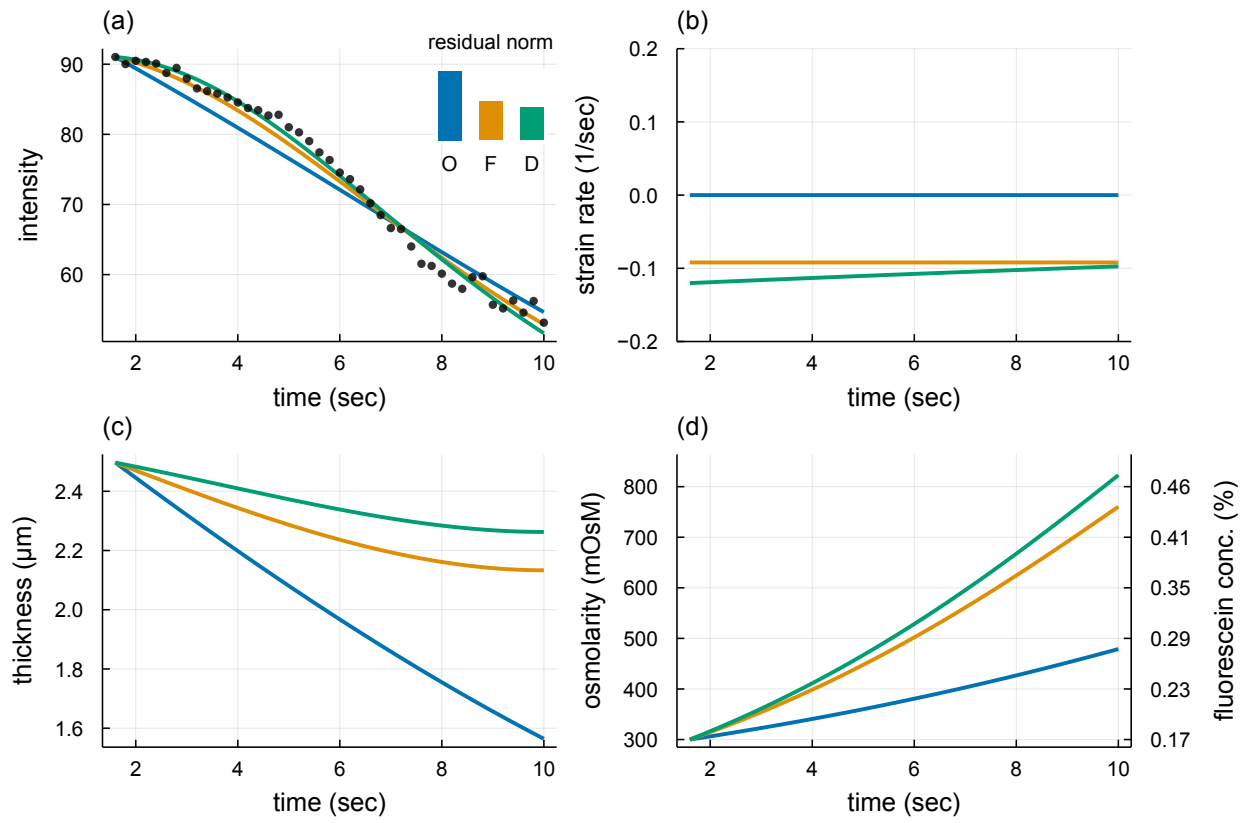 (a)
residual norm
O F D
90
80
70
60
intensity
2 4 6 8 10
time (sec)
(b)
0.2
0.1
0.0
−0.1
−0.2
strain rate (1/sec)
2 4 6 8 10
time (sec)
(c)
2.4
2.2
2.0
1.8
1.6
thickness (µm)
2 4 6 8 10
time (sec)
(d)
800
700
600
500
400
300
osmolarity (mOsM)
0.46
0.41
0.35
0.29
0.23
0.17
fluorescein conc. (%)
2 4 6 8 10
time (sec)